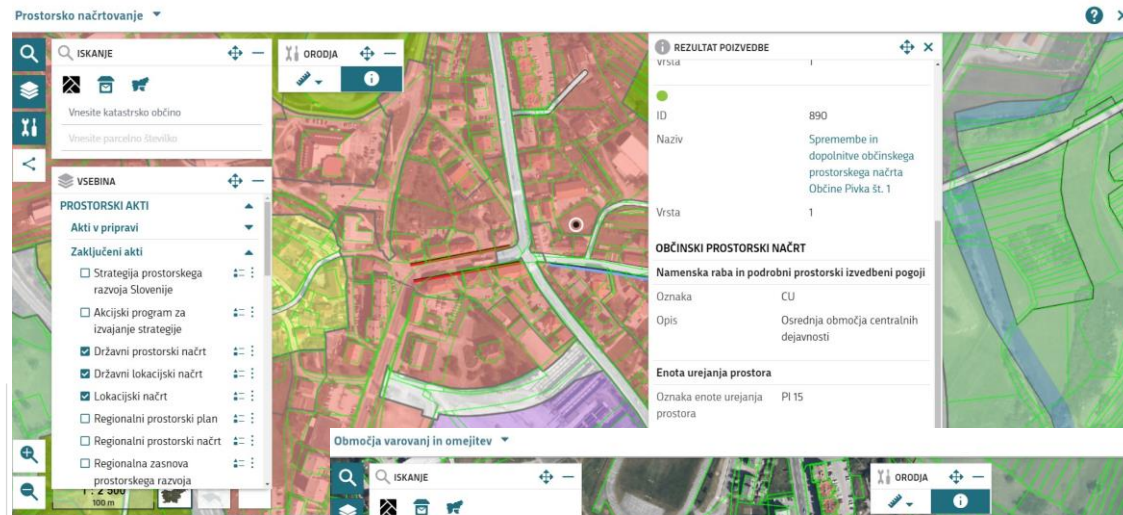 Prostorsko načrtovanje
ISKANJE
Vnesite katastrsko občino
Vnesite parcelno številko
ORODJA
VSEBINA
PROSTORSKI AKTI
Akti v pripravi
Zaključeni akti
Strategija prostorskega
razvoja Slovenije
Akcijski program za
izvajanje strategije
Državni prostorski načrt
Državni lokacijski načrt
Lokacijski načrt
Regionalni prostorski plan
Regionalni prostorski načrt
Regionalna zasnova
prostorskega razvoja
1 : 2 500
100 m
REZULTAT POIZVEDBE
Vrsta 1
ID 890
Naziv Spremembe in
dopolnitve občinskega
prostorskega načrta
Občine Pivka št. 1
Vrsta 1
OBČINSKI PROSTORSKI NAČRT
Namenska raba in podrobni prostorski izvedbeni pogoji
Oznaka CU
Opis Osrednja območja centralnih
dejavnosti
Enota urejanja prostora
Oznaka enote urejanja PI 15
prostora
Območja varovanj in omejitev
ISKANJE
ORODJA